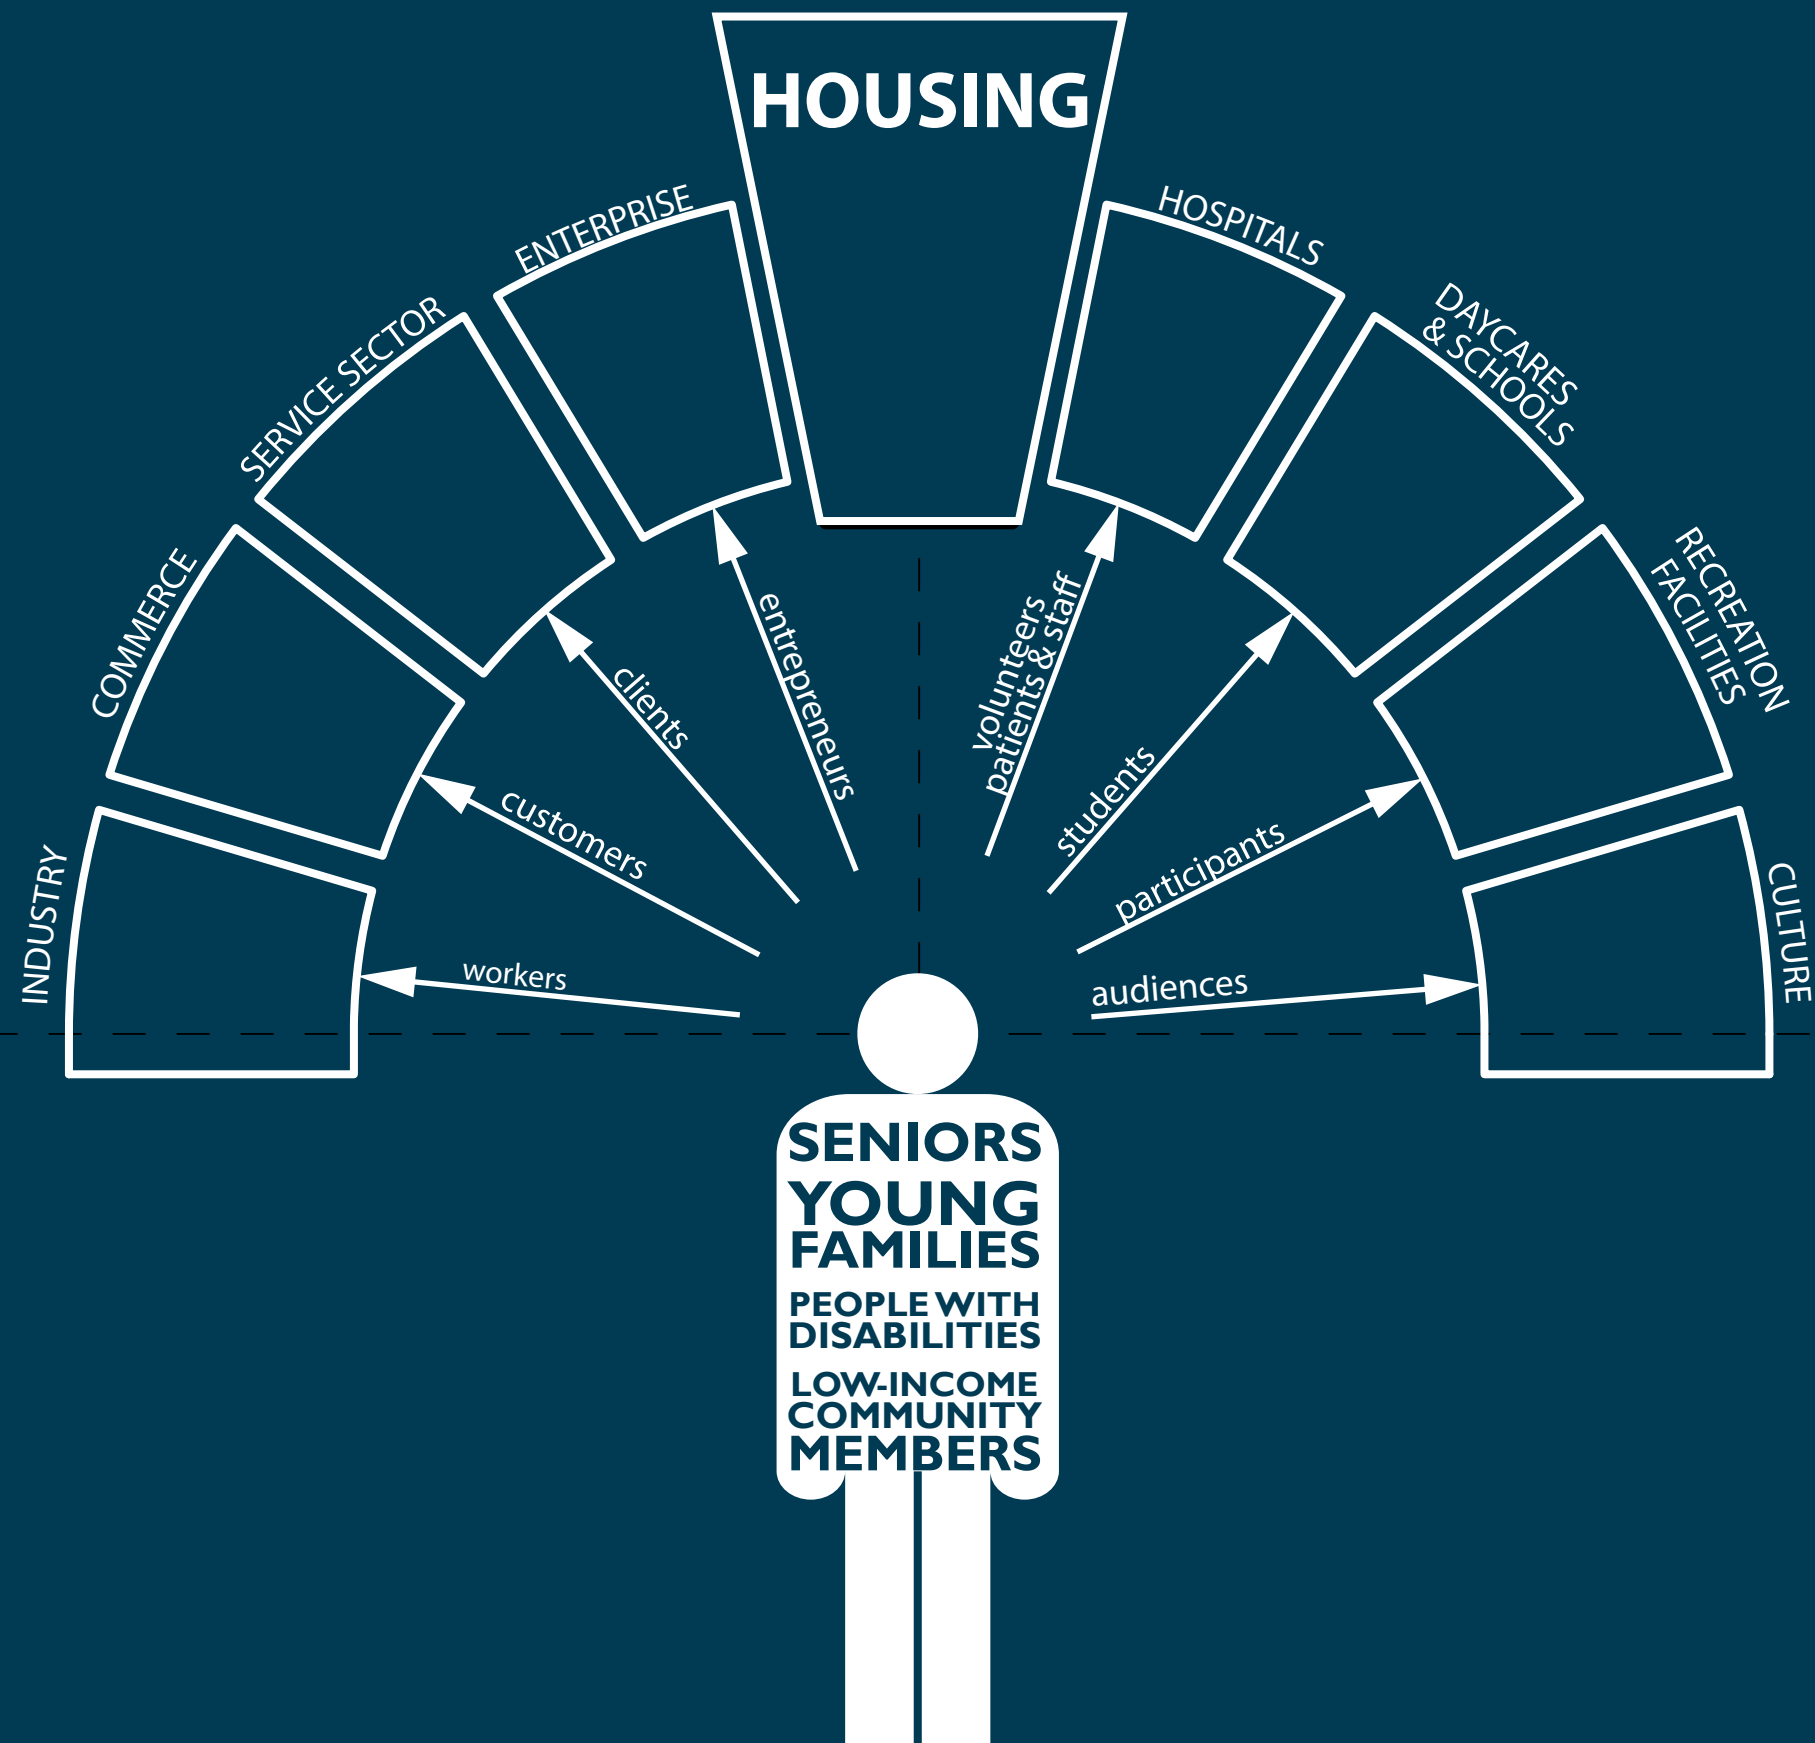 HOUSING
ENTERPRISE
HOSPITALS
SERVICE SECTOR
DAYCARES
& SCHOOLS
COMMERCE
RECREATION
FACILITIES
INDUSTRY
CULTURE
entrepreneurs
volunteers
patients & staff
clients
students
customers
participants
workers
audiences
SENIORS
YOUNG
FAMILIES
PEOPLE WITH
DISABILITIES
LOW-INCOME
COMMUNITY
MEMBERS